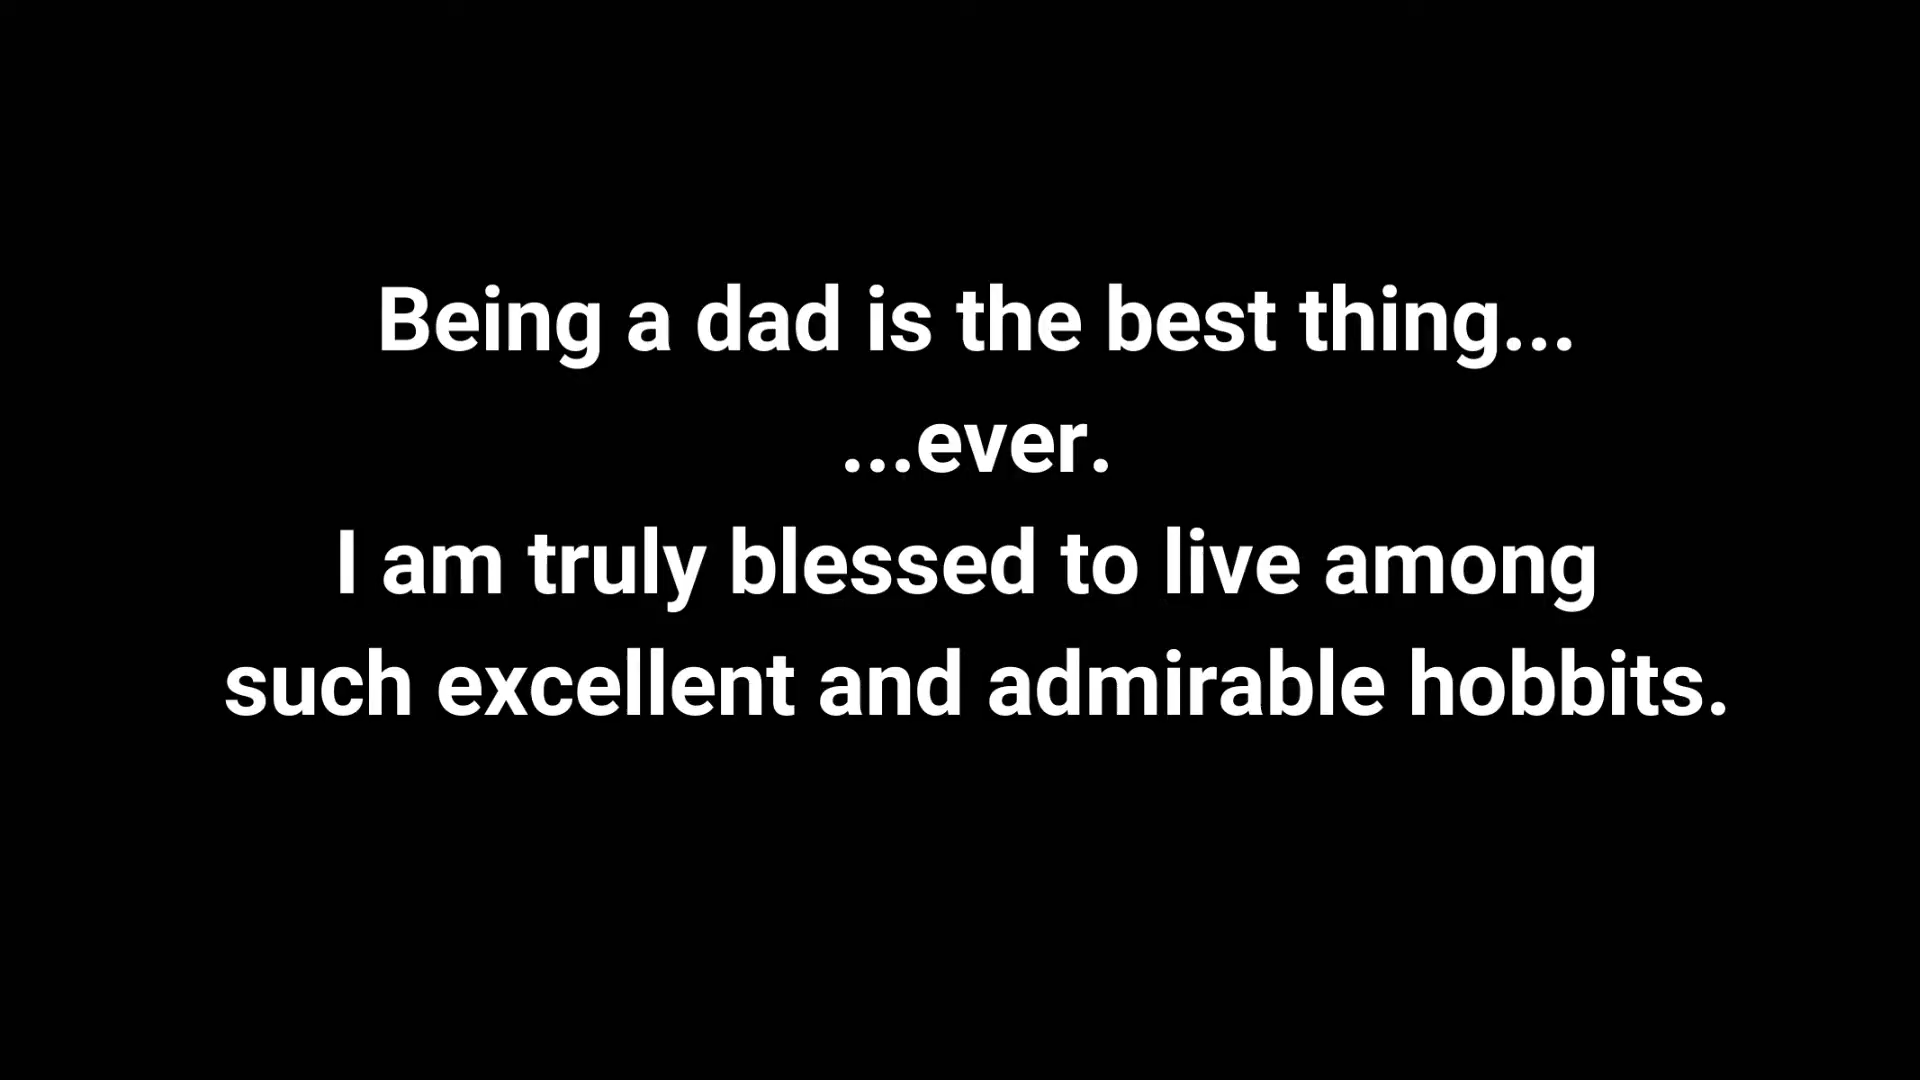 Being a dad is the best thing...
...ever.
I am truly blessed to live among
such excellent and admirable hobbits.